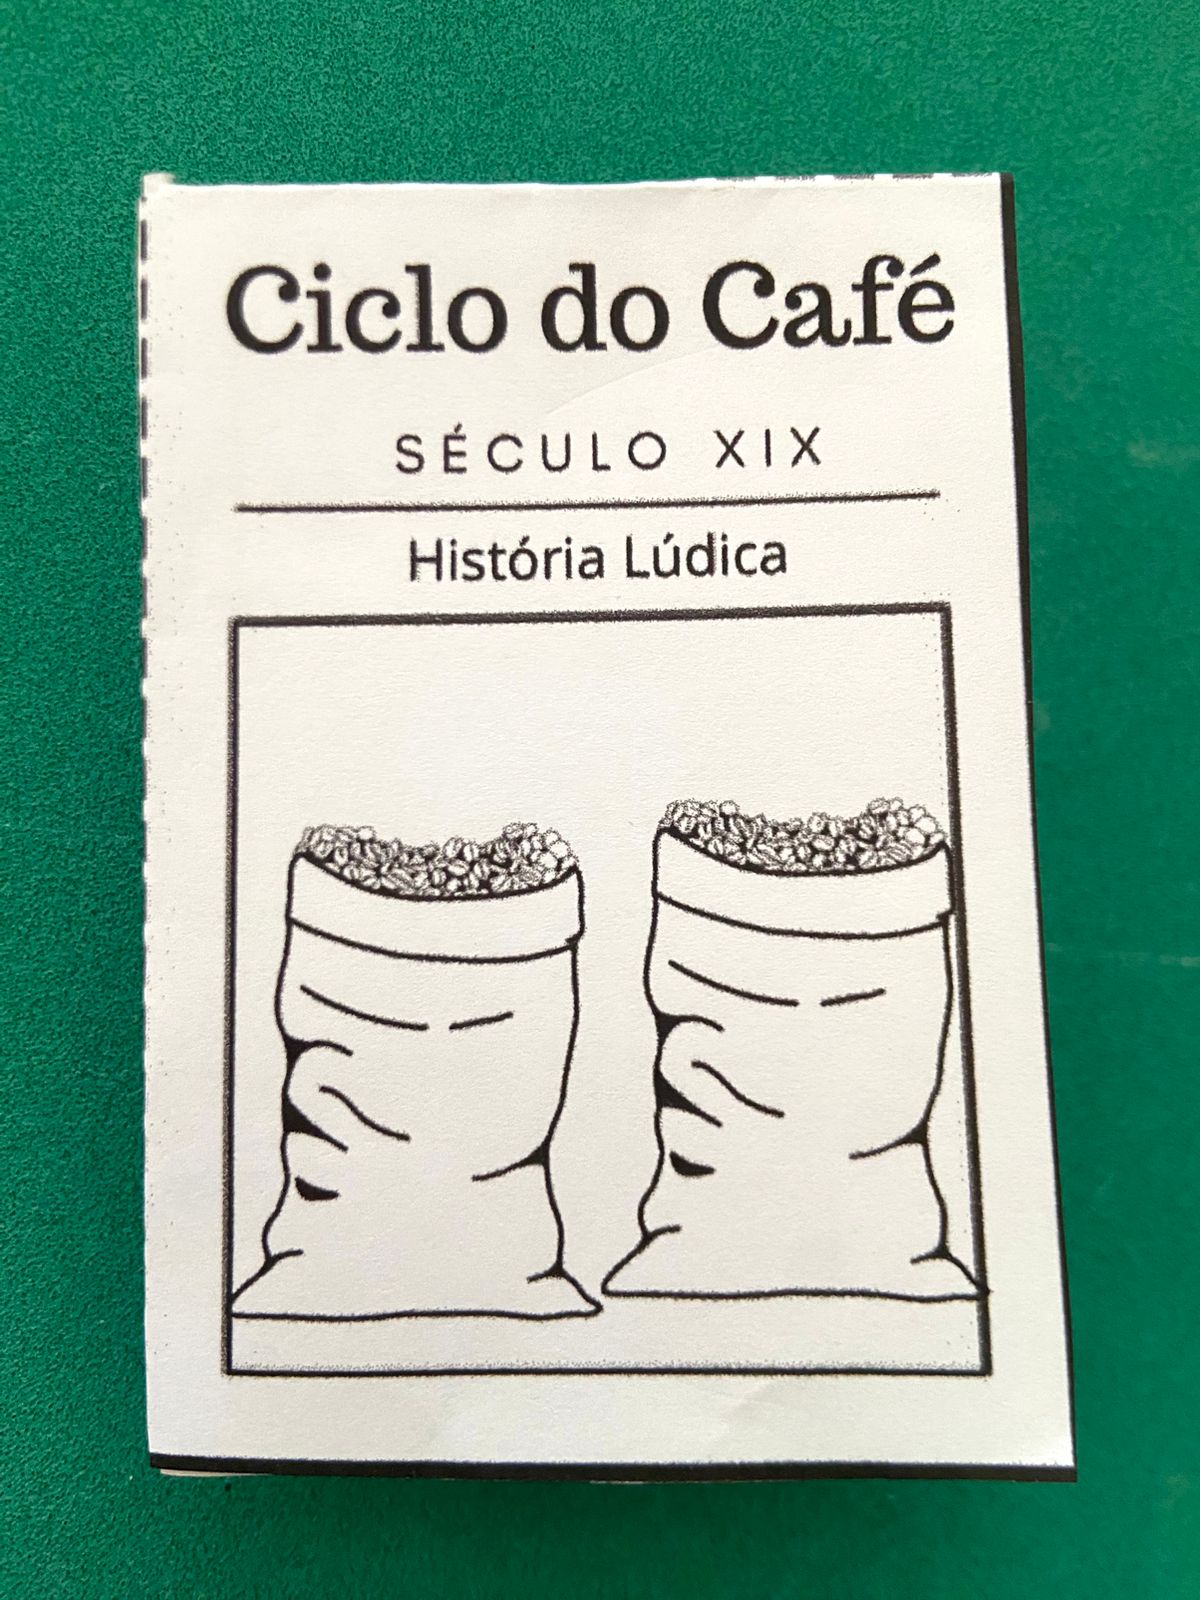 Ciclo do Café
SÉCULO XIX
História Lúdica